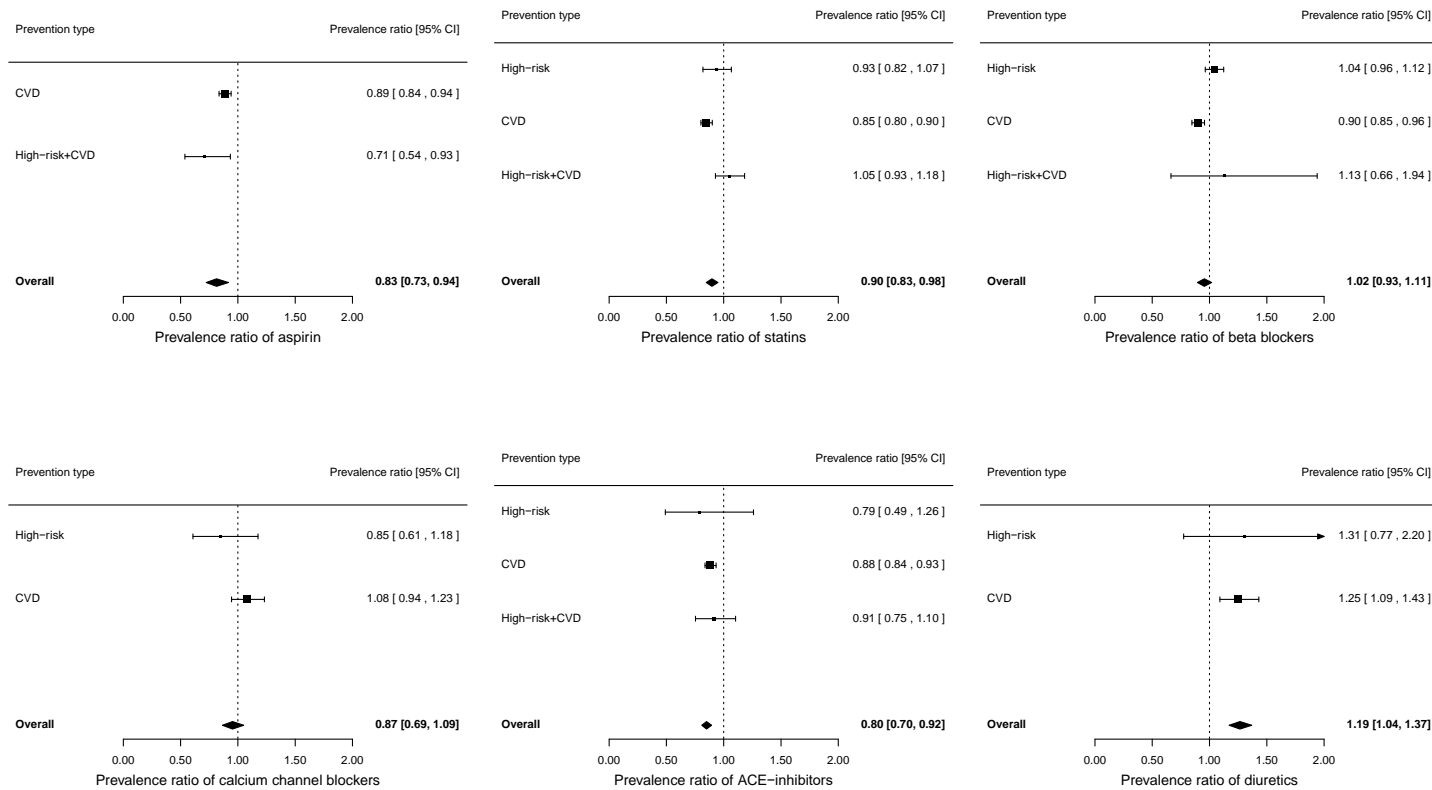 Prevention type Prevalence ratio [95% CI]
CVD 0.89 [ 0.84 , 0.94 ]
High−risk+CVD 0.71 [ 0.54 , 0.93 ]
Overall 0.83 [0.73, 0.94]
0.00 0.50 1.00 2.00
Prevalence ratio of aspirin
Prevention type Prevalence ratio [95% CI]
High−risk 0.93 [ 0.82 , 1.07 ]
CVD 0.85 [ 0.80 , 0.90 ]
High−risk+CVD 1.05 [ 0.93 , 1.18 ]
Overall 0.90 [0.83, 0.98]
0.00 0.50 1.00 2.00
Prevalence ratio of statins
Prevention type Prevalence ratio [95% CI]
High−risk 1.04 [ 0.96 , 1.12 ]
CVD 0.90 [ 0.85 , 0.96 ]
High−risk+CVD 1.13 [ 0.66 , 1.94 ]
Overall 1.02 [0.93, 1.11]
0.00 0.50 1.00 2.00
Prevalence ratio of beta blockers
Prevention type Prevalence ratio [95% CI]
High−risk 0.85 [ 0.61 , 1.18 ]
CVD 1.08 [ 0.94 , 1.23 ]
Overall 0.87 [0.69, 1.09]
0.00 0.50 1.00 2.00
Prevalence ratio of calcium channel blockers
Prevention type Prevalence ratio [95% CI]
High−risk 0.79 [ 0.49 , 1.26 ]
CVD 0.88 [ 0.84 , 0.93 ]
High−risk+CVD 0.91 [ 0.75 , 1.10 ]
Overall 0.80 [0.70, 0.92]
0.00 0.50 1.00 2.00
Prevalence ratio of ACE−inhibitors
Prevention type Prevalence ratio [95% CI]
High−risk 1.31 [ 0.77 , 2.20 ]
CVD 1.25 [ 1.09 , 1.43 ]
Overall 1.19 [1.04, 1.37]
0.00 0.50 1.00 2.00
Prevalence ratio of diuretics